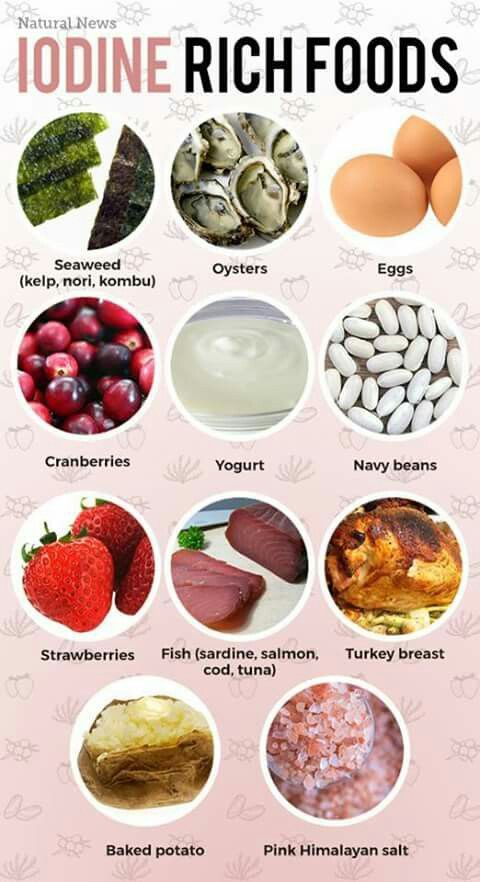 Natural News
IODINE RICH FOODS
Seaweed
(kelp, nori, kombu)
Oysters
Eggs
Cranberries
Yogurt
Navy beans
Strawberries
Fish (sardine, salmon,
cod, tuna)
Turkey breast
Baked potato
Pink Himalayan salt